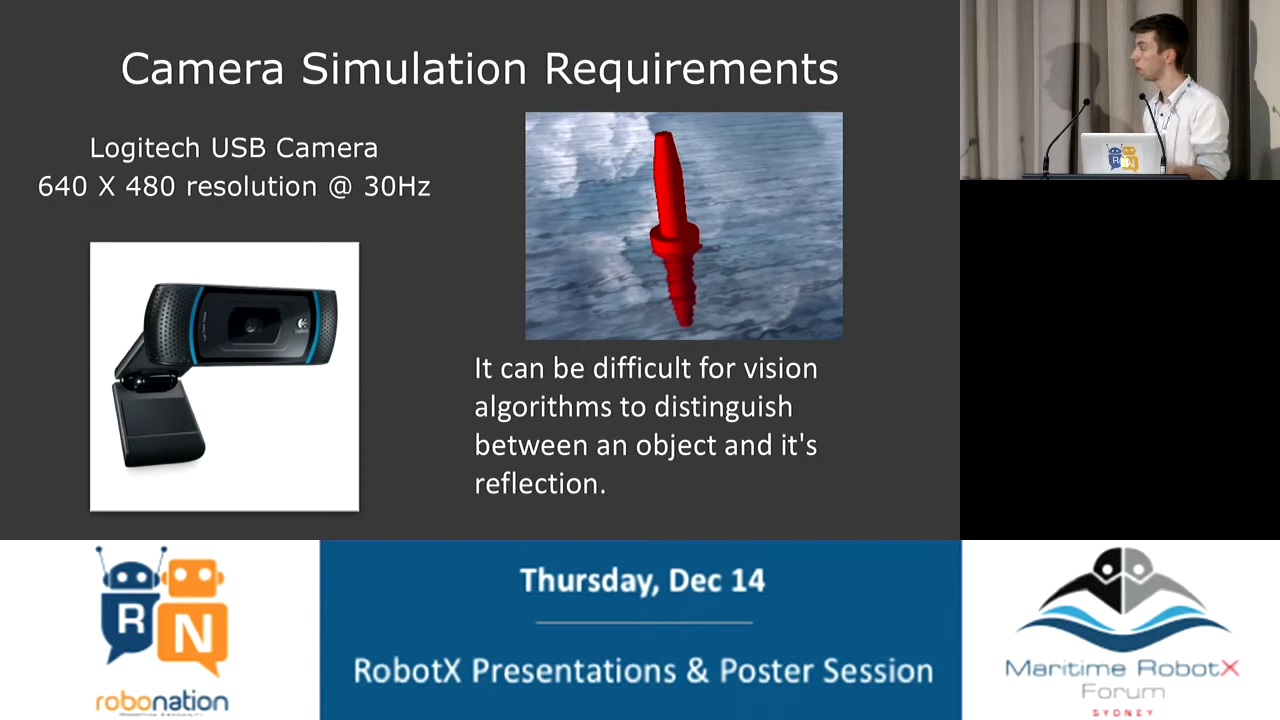 Camera Simulation Requirements
Logitech USB Camera
640 X 480 resolution @ 30Hz
It can be difficult for vision
algorithms to distinguish
between an object and it's
reflection.
RN
robonation
Thursday, Dec 14
RobotX Presentations & Poster Session
Maritime RobotX
Forum
SYDNEY